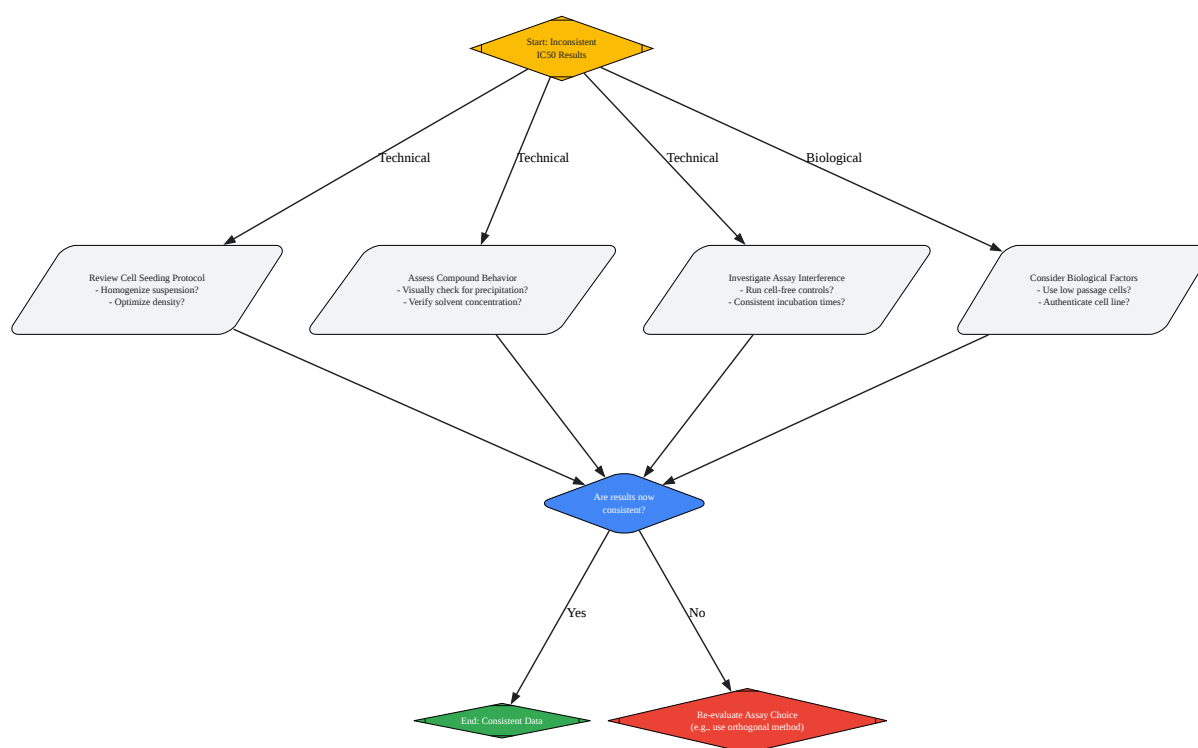 Start: Inconsistent
IC50 Results
Technical
Technical
Technical
Biological
Review Cell Seeding Protocol
- Homogenize suspension?
- Optimize density?
Assess Compound Behavior
- Visually check for precipitation?
- Verify solvent concentration?
Investigate Assay Interference
- Run cell-free controls?
- Consistent incubation times?
Consider Biological Factors
- Use low passage cells?
- Authenticate cell line?
Are results now
consistent?
Yes
No
End: Consistent Data
Re-evaluate Assay Choice
(e.g., use orthogonal method)